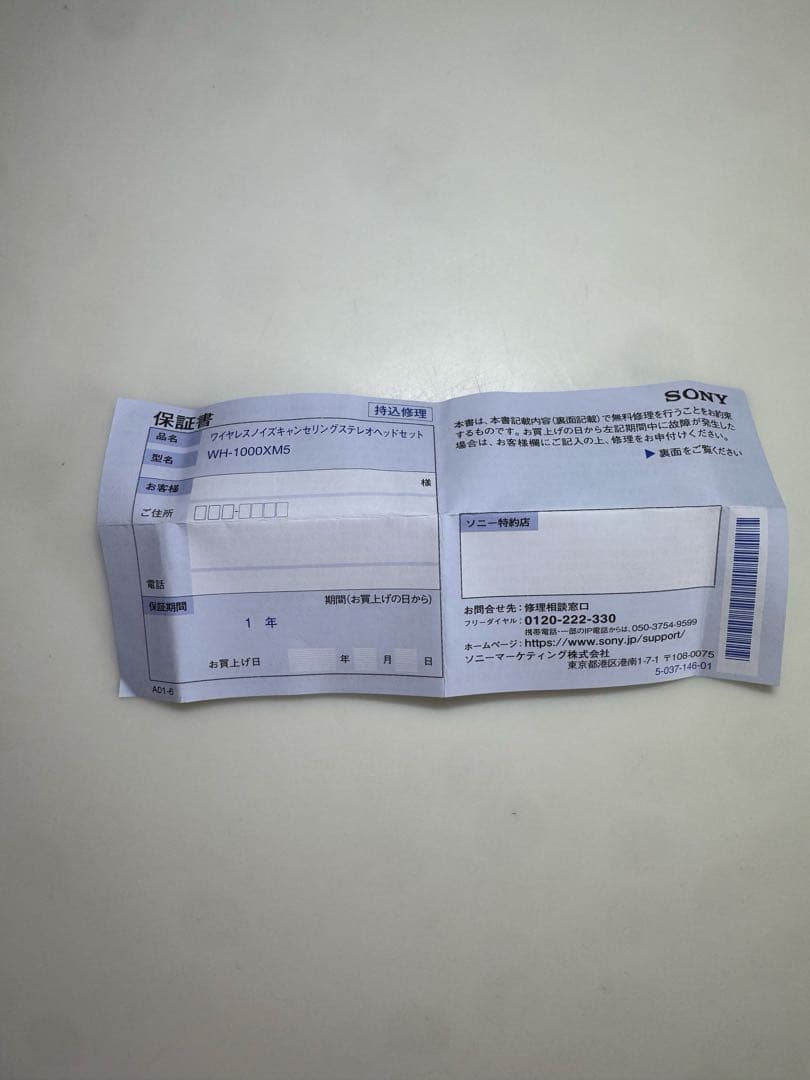 保証書
持込修理
品名 ワイヤレスノイズキャンセリングステレオヘッドセット
型名 WH-1000XM5
お客様 様
ご住所
電話
保証期間 期間(お買上げの日から)
1 年
お買上げ日 年 月 日
A01-6
SONY
本書は、本書記載内容(裏面記載)で無料修理を行うことをお約束
するものです。お買上げの日から左記期間中に故障が発生した
場合は、お客様欄にご記入の上、修理をお申付けください。
▶裏面をご覧ください
ソニー特約店
お問合せ先:修理相談窓口
フリーダイヤル:0120-222-330
携帯電話・一部のIP電話からは、050-3754-9599
ホームページ:https://www.sony.jp/support/
ソニーマーケティング株式会社
東京都港区港南1-7-1 〒108-0075
5-037-146-01